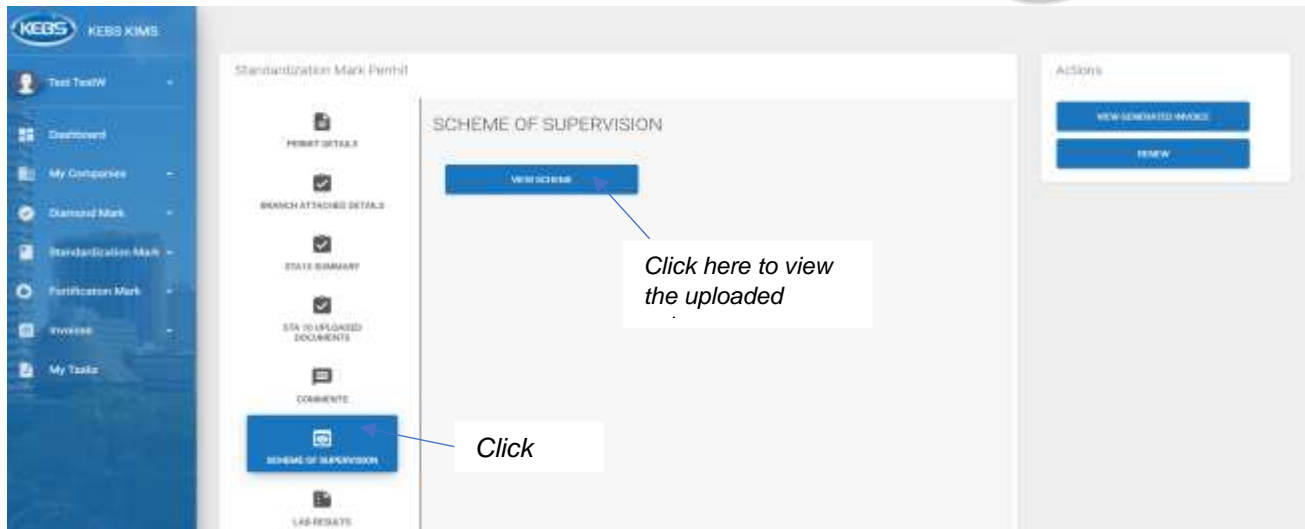 KEBS KEBS KIMS
Test TestW
Dashboard
My Companies
Diamond Mark
Standardization Mark
Fortification Mark
Invoices
My Tasks
Standardization Mark Permit
PERMIT DETAILS
BRANCH ATTACHED DETAILS
STA10 SUMMARY
STA 10 UPLOADED
DOCUMENTS
COMMENTS
SCHEME OF SUPERVISION
LAB RESULTS
SCHEME OF SUPERVISION
VIEW SCHEME
Click here to view
the uploaded
Click
Actions
VIEW GENERATED INVOICE
RENEW